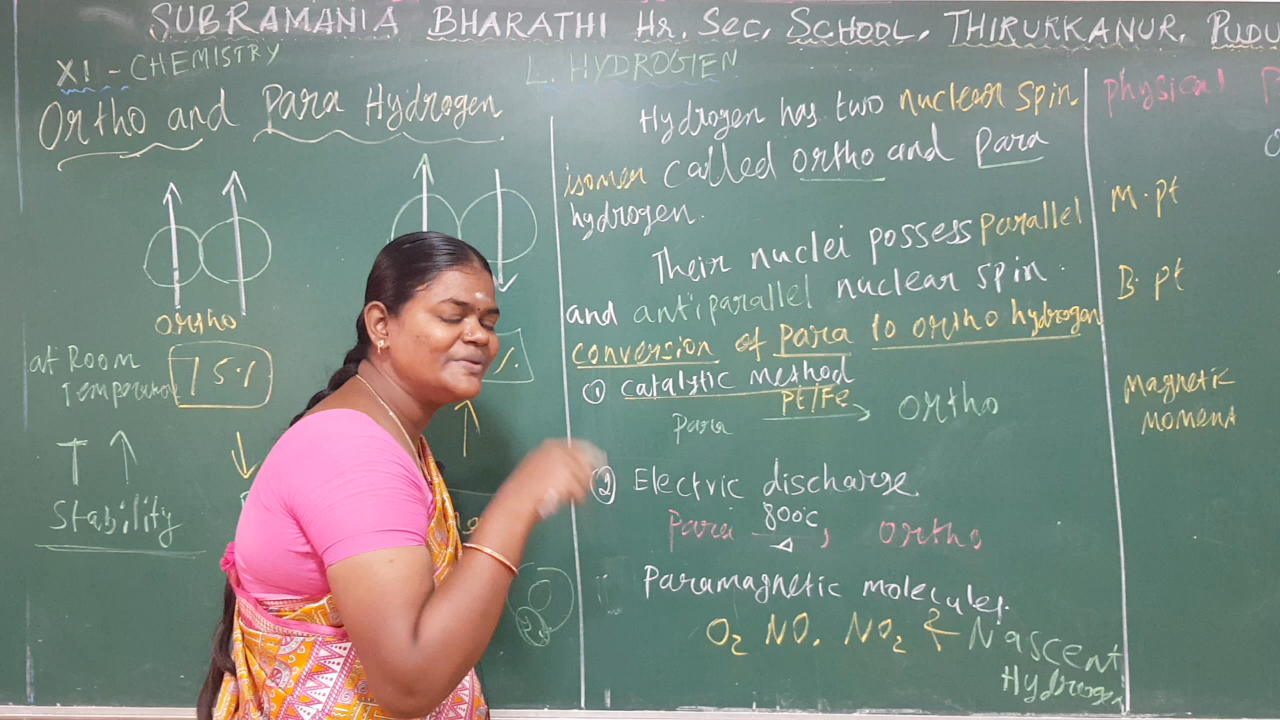 SUBRAMANIA BHARATHI Hr. Sec. SCHOOL, THIRUKKANUR, PUDU
XI - CHEMISTRY
4. HYDROGEN
Ortho and Para Hydrogen
ortho
at Room
Temperature
75%
%
T ↑
Stability
Hydrogen has two nuclear spin
isomer called ortho and Para
hydrogen.
Their nuclei possess parallel
and antiparallel nuclear spin.
conversion of para to ortho hydrogen
① Catalytic method
Para Pt/Fe → ortho
② Electric discharge
Para 800°C Δ ortho
Paramagnetic molecules.
O2 NO, NO2 2 ← Nascent
Hydrogen
Physical P
M.pt
B.pt
Magnetic
Moment